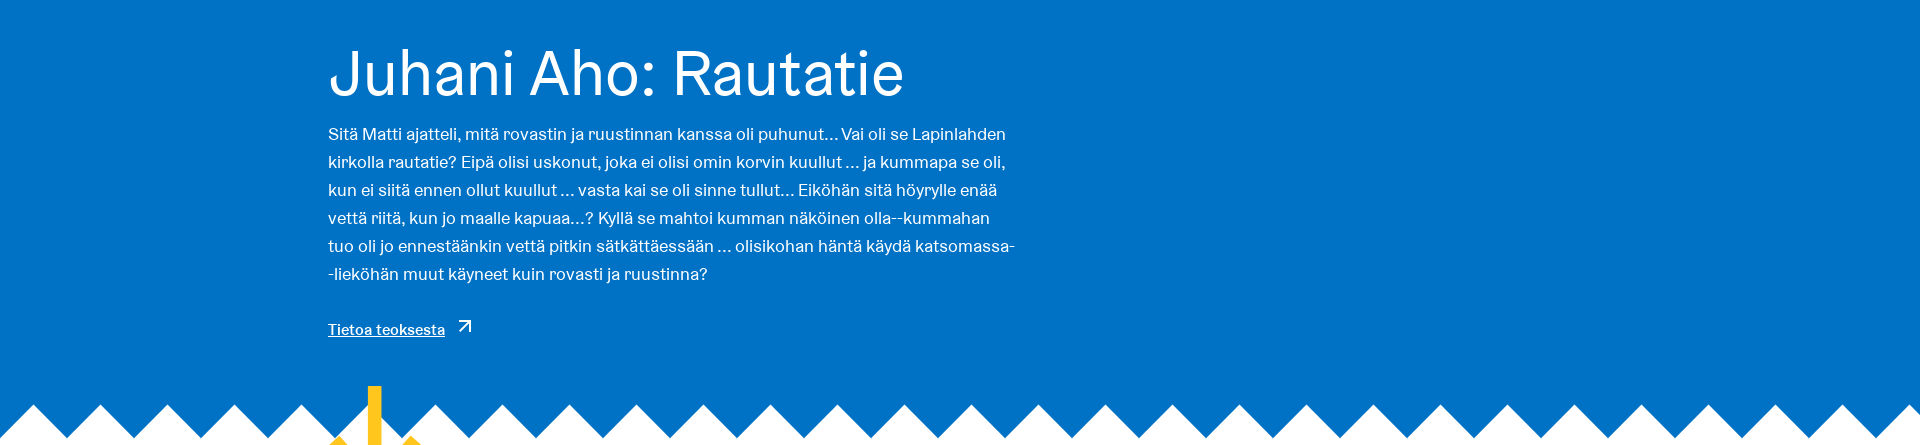 Juhani Aho: Rautatie
Sitä Matti ajatteli, mitä rovastin ja ruustinnan kanssa oli puhunut... Vai oli se Lapinlahden
kirkolla rautatie? Eipä olisi uskonut, joka ei olisi omin korvin kuullut ... ja kummapa se oli,
kun ei siitä ennen ollut kuullut ... vasta kai se oli sinne tullut... Eiköhän sitä höyrylle enää
vettä riitä, kun jo maalle kapuaa...? Kyllä se mahtoi kumman näköinen olla--kummahan
tuo oli jo ennestäänkin vettä pitkin sätkättäessään ... olisikohan häntä käydä katsomassa-
-lieköhän muut käyneet kuin rovasti ja ruustinna?
Tietoa teoksesta